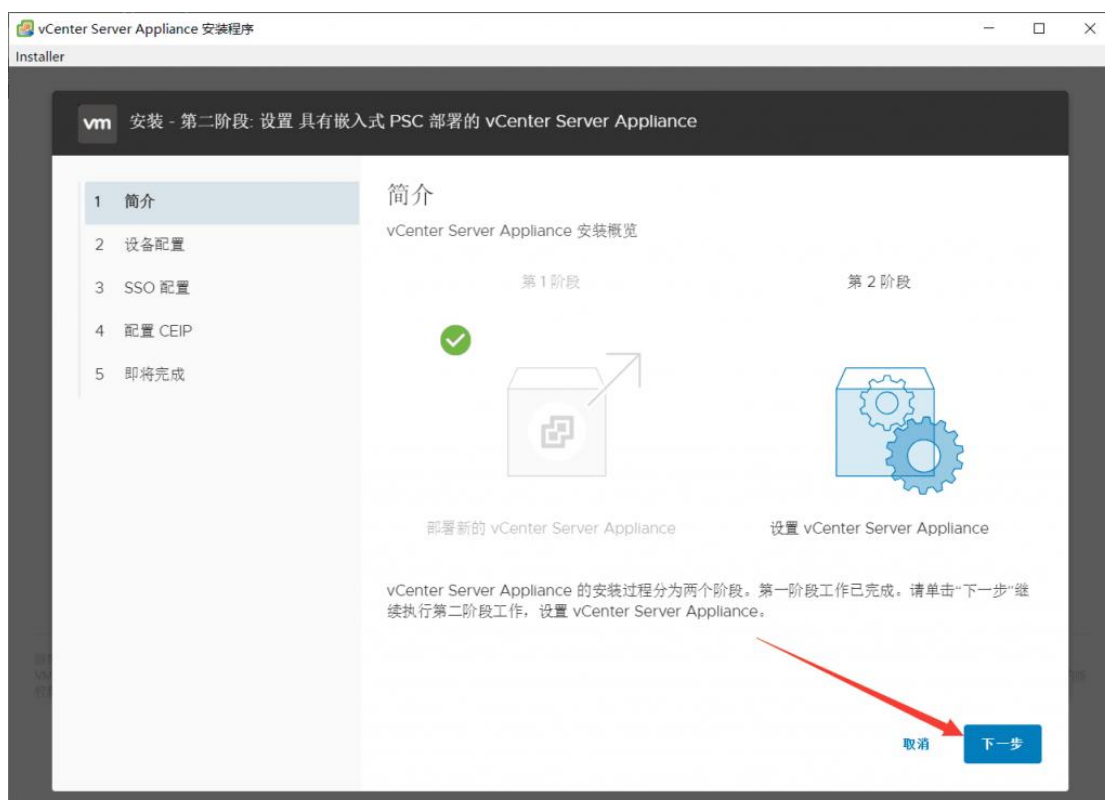 vCenter Server Appliance 安装程序
Installer
vm 安装 - 第二阶段: 设置 具有嵌入式 PSC 部署的 vCenter Server Appliance
1 简介
2 设备配置
3 SSO 配置
4 配置 CEIP
5 即将完成
简介
vCenter Server Appliance 安装概览
第 1 阶段
第 2 阶段
部署新的 vCenter Server Appliance
设置 vCenter Server Appliance
vCenter Server Appliance 的安装过程分为两个阶段。第一阶段工作已完成。请单击“下一步”继
续执行第二阶段工作，设置 vCenter Server Appliance。
取消
下一步